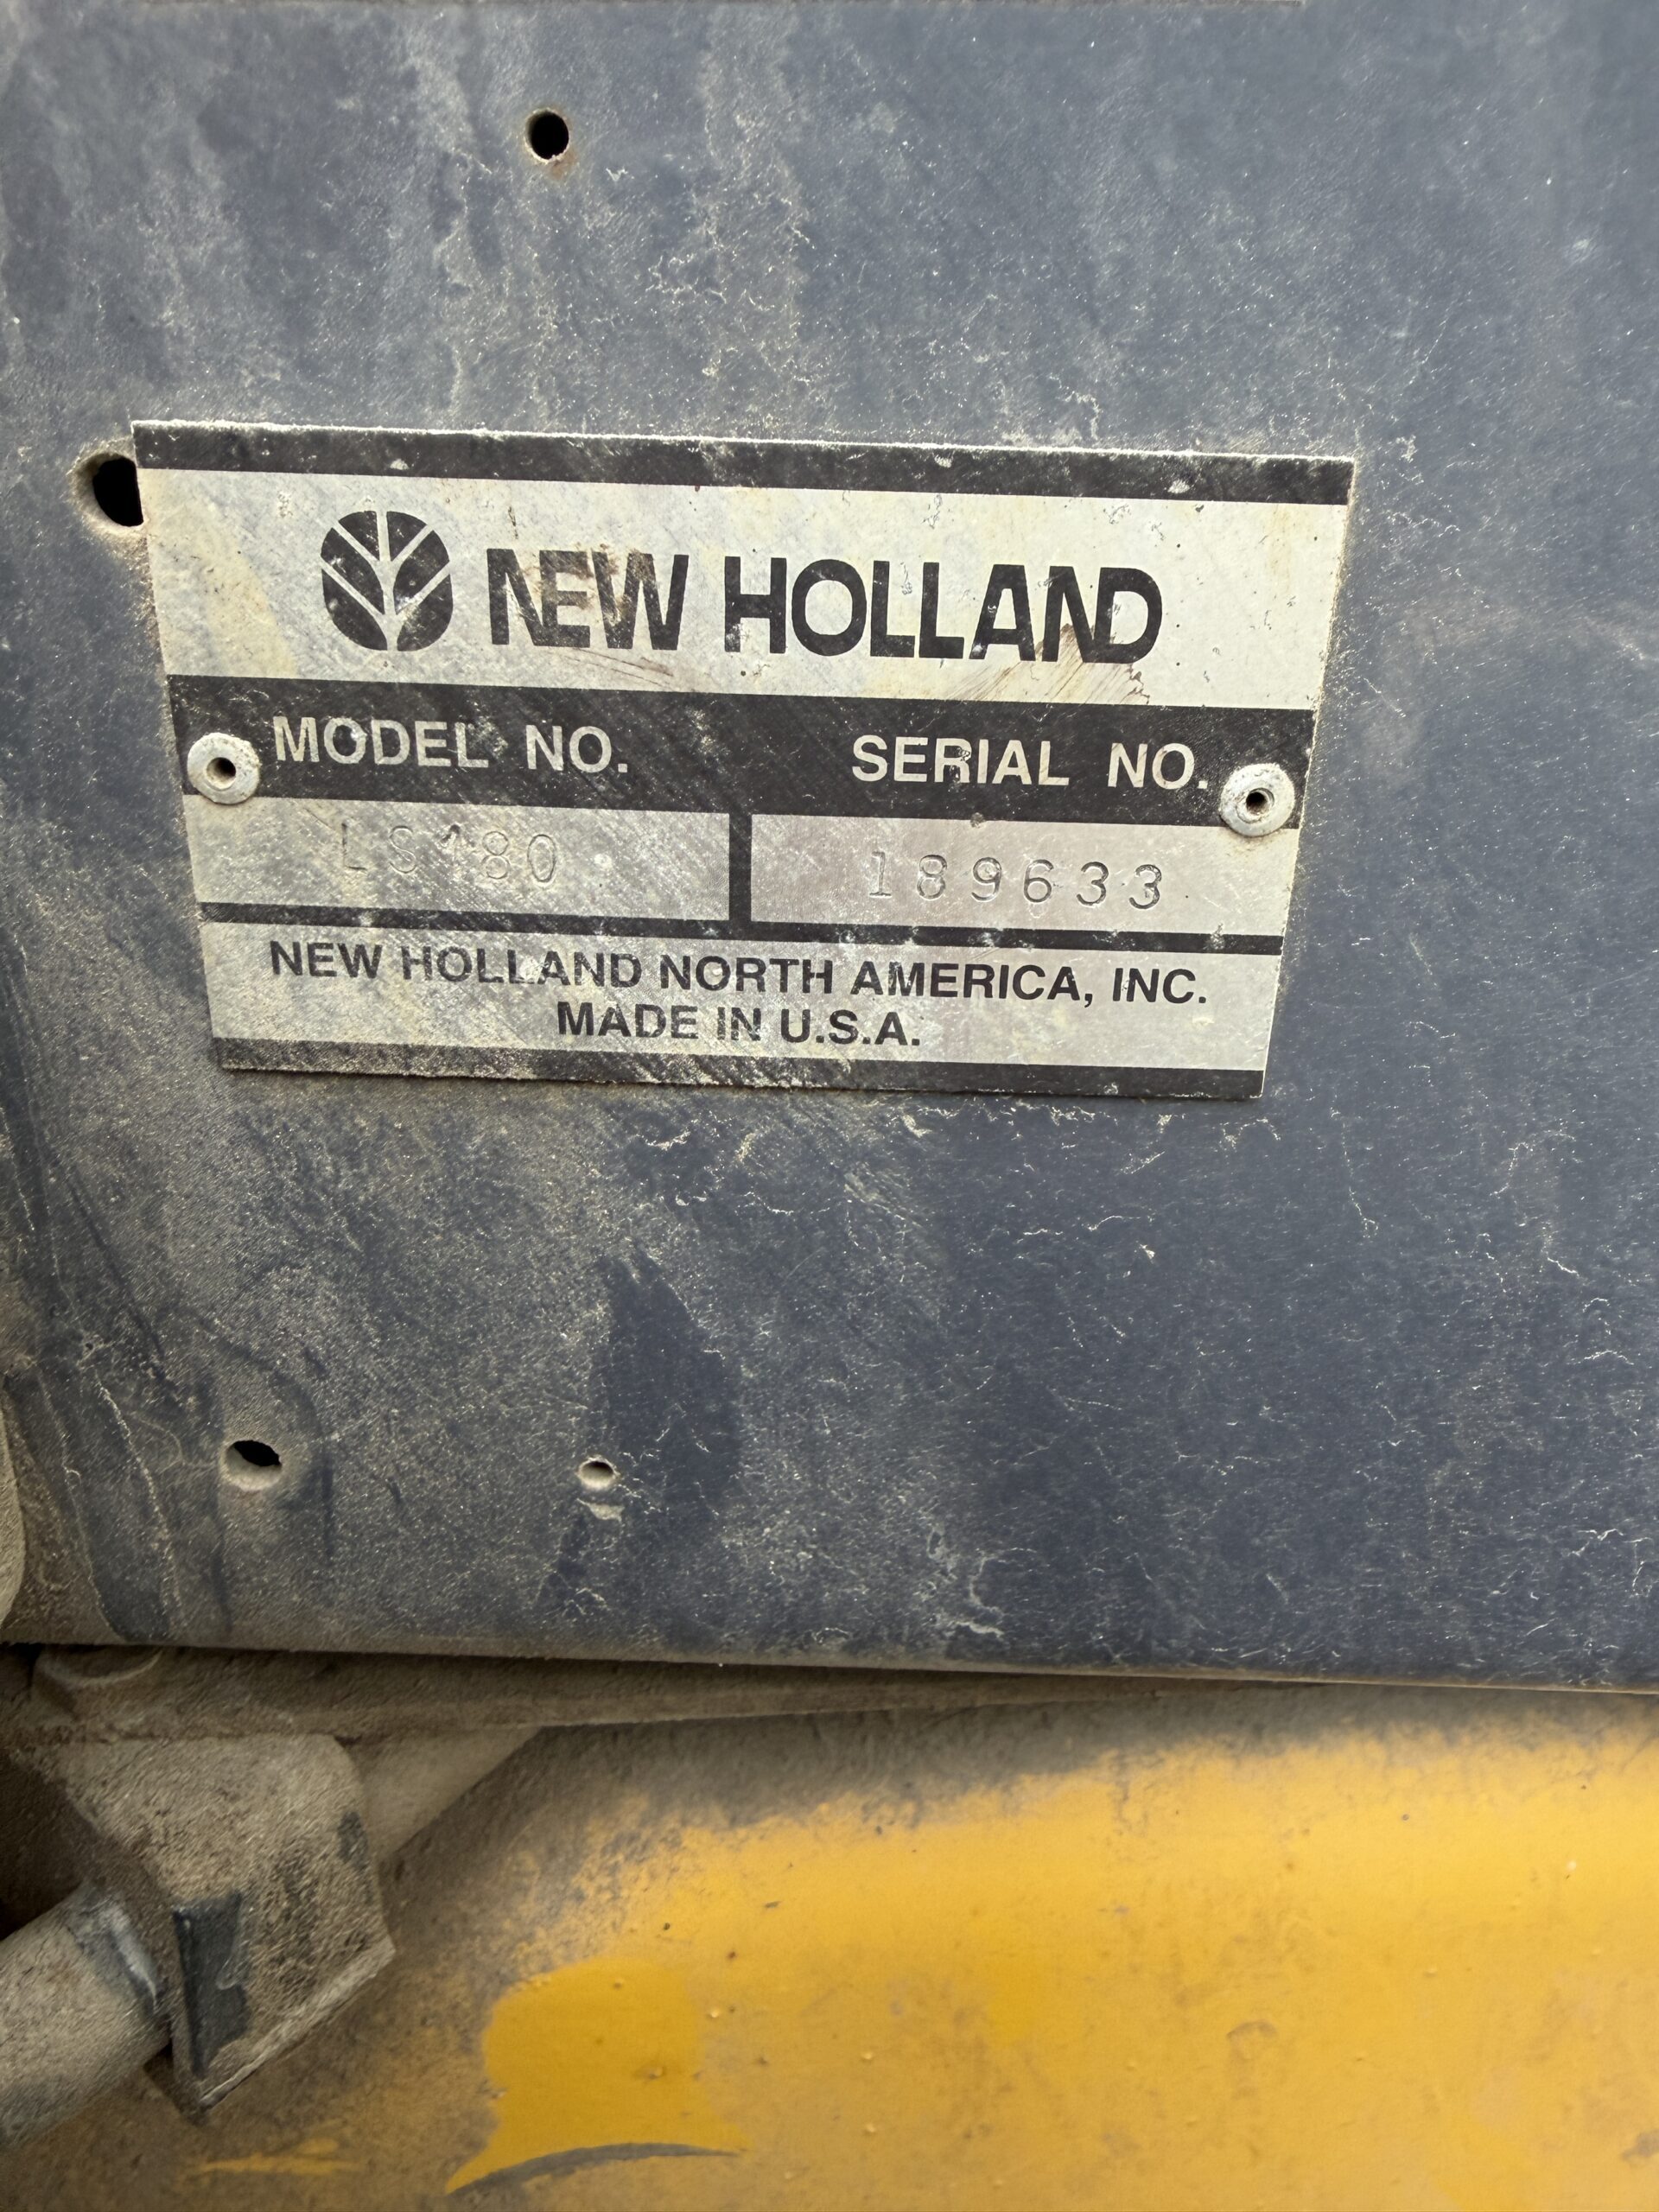 NEW HOLLAND
MODEL NO. SERIAL NO.
LS180 189633
NEW HOLLAND NORTH AMERICA, INC.
MADE IN U.S.A.